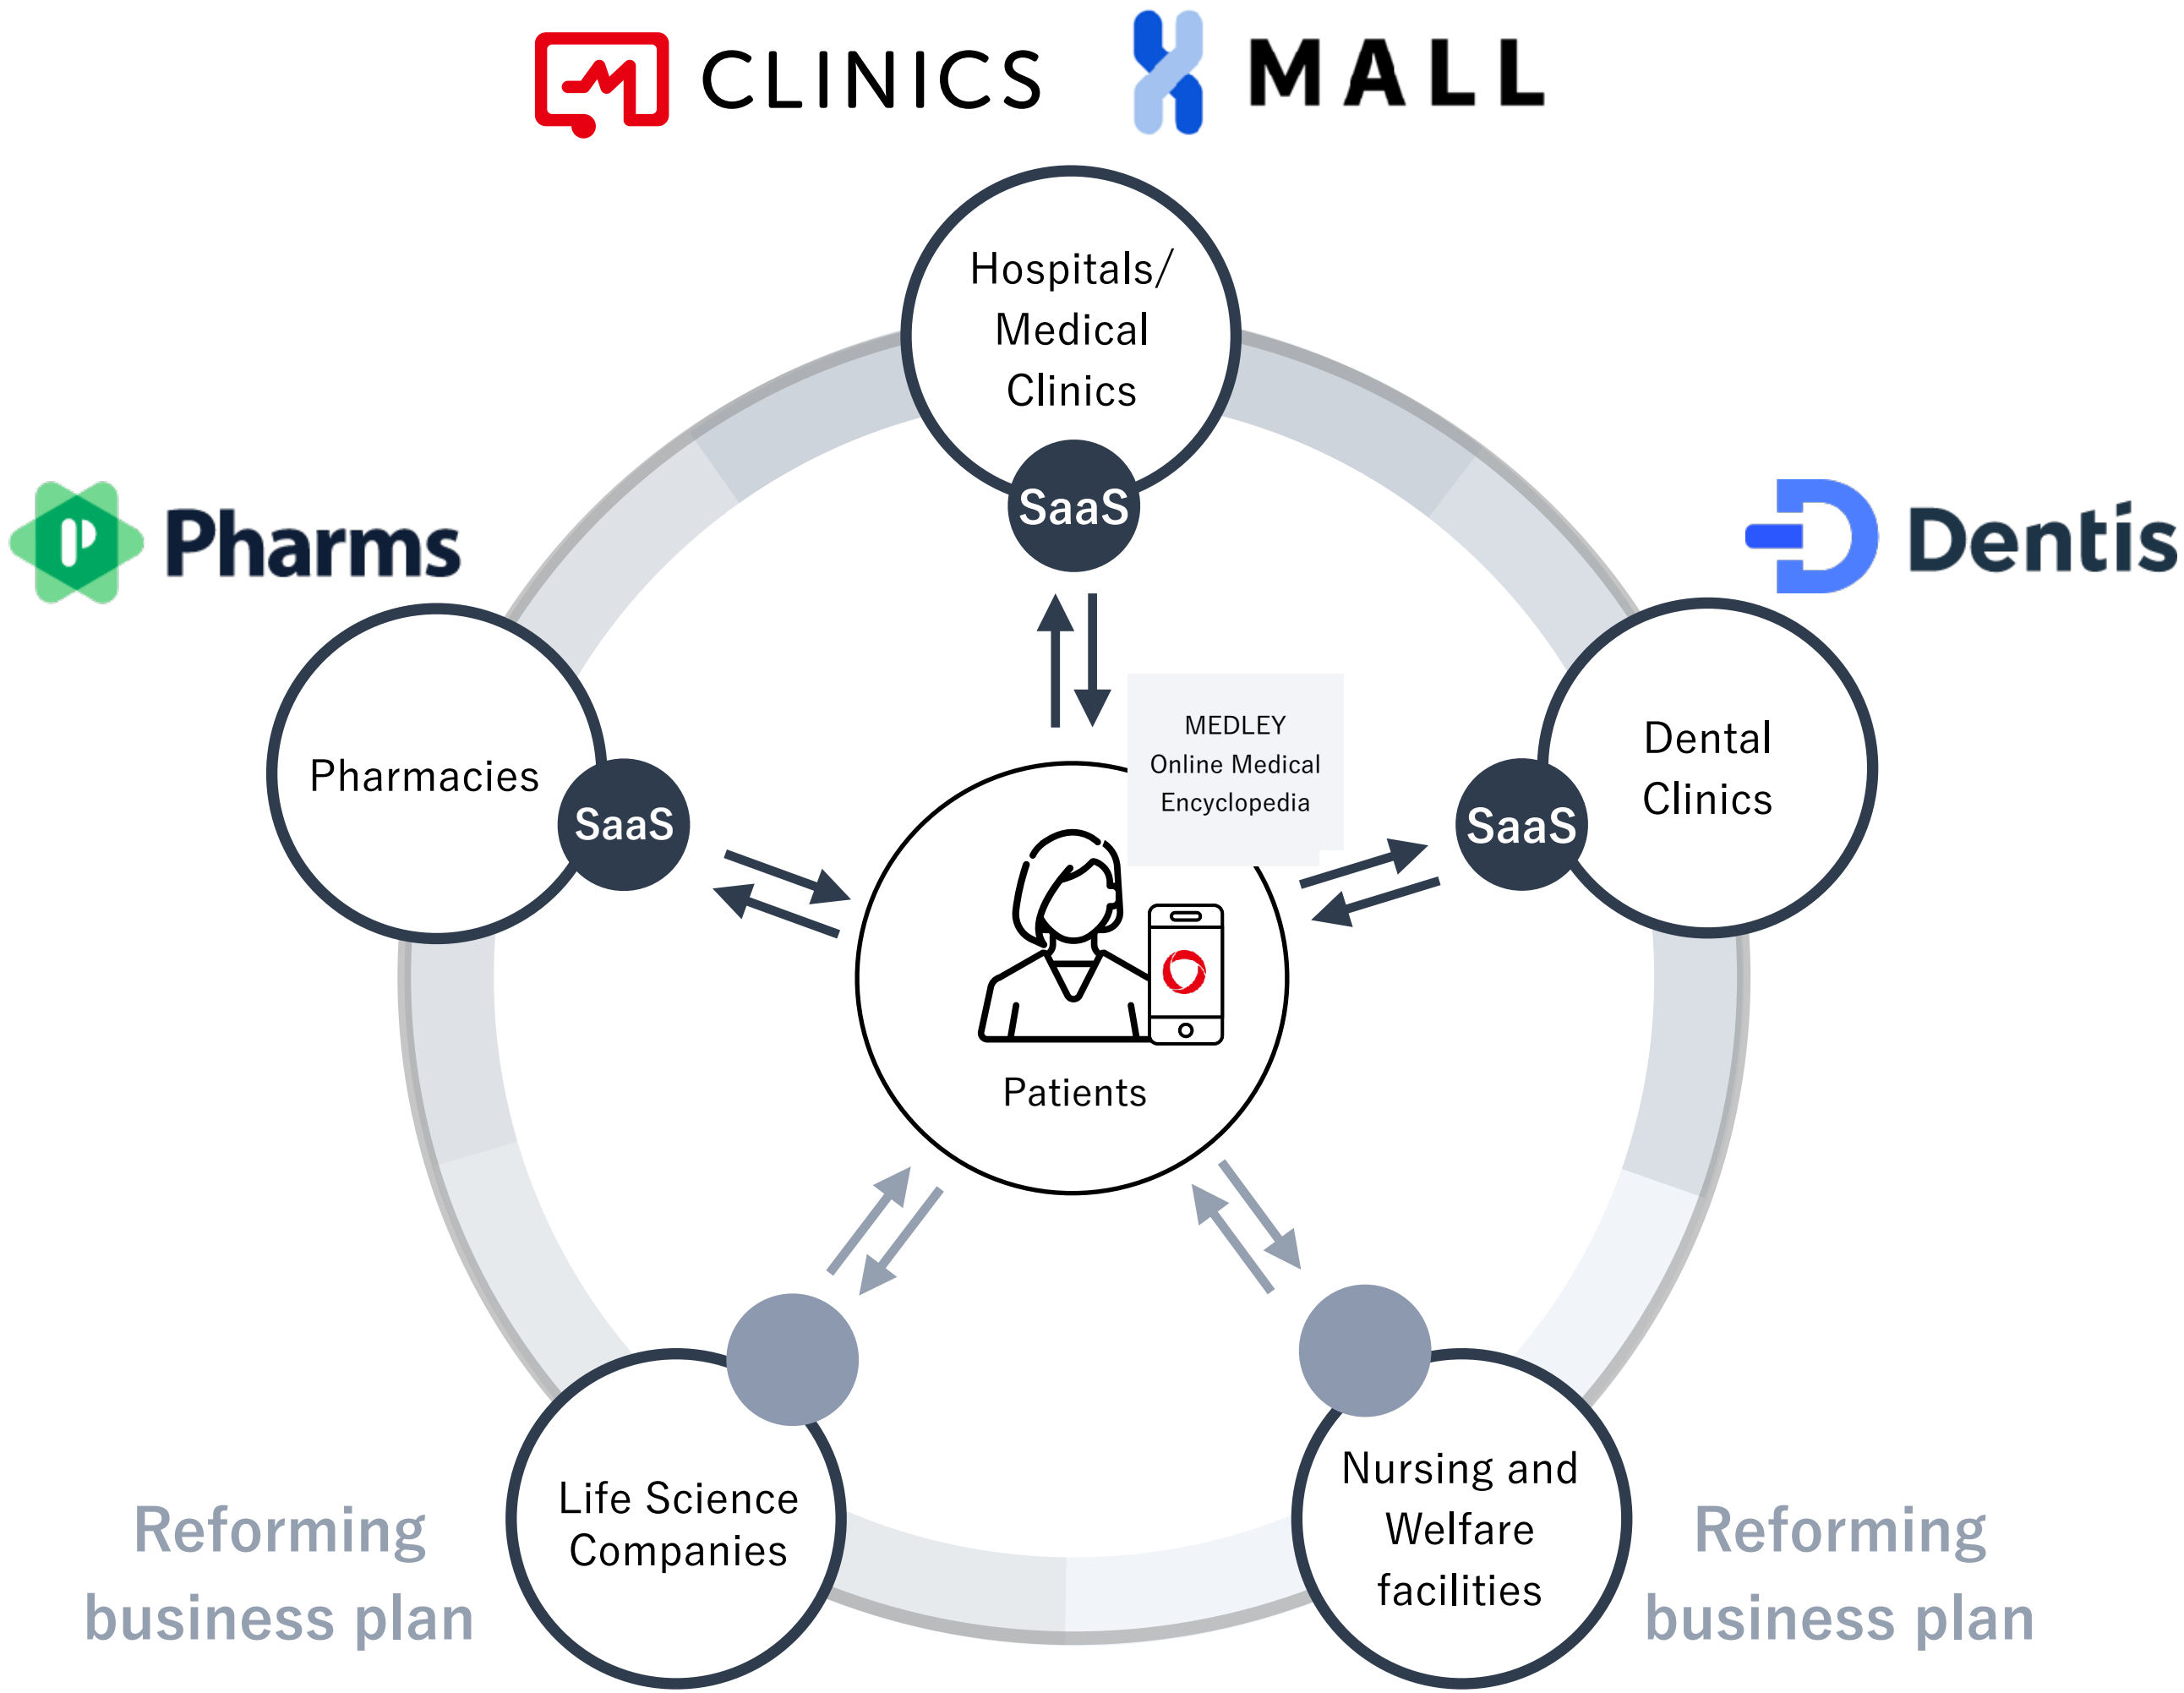 CLINICS
MALL
Hospitals/
Medical
Clinics
SaaS
Pharms
Dentis
Pharmacies
SaaS
MEDLEY
Online Medical
Encyclopedia
Dental
Clinics
SaaS
Patients
Life Science
Companies
Nursing and
Welfare
facilities
Reforming
business plan
Reforming
business plan